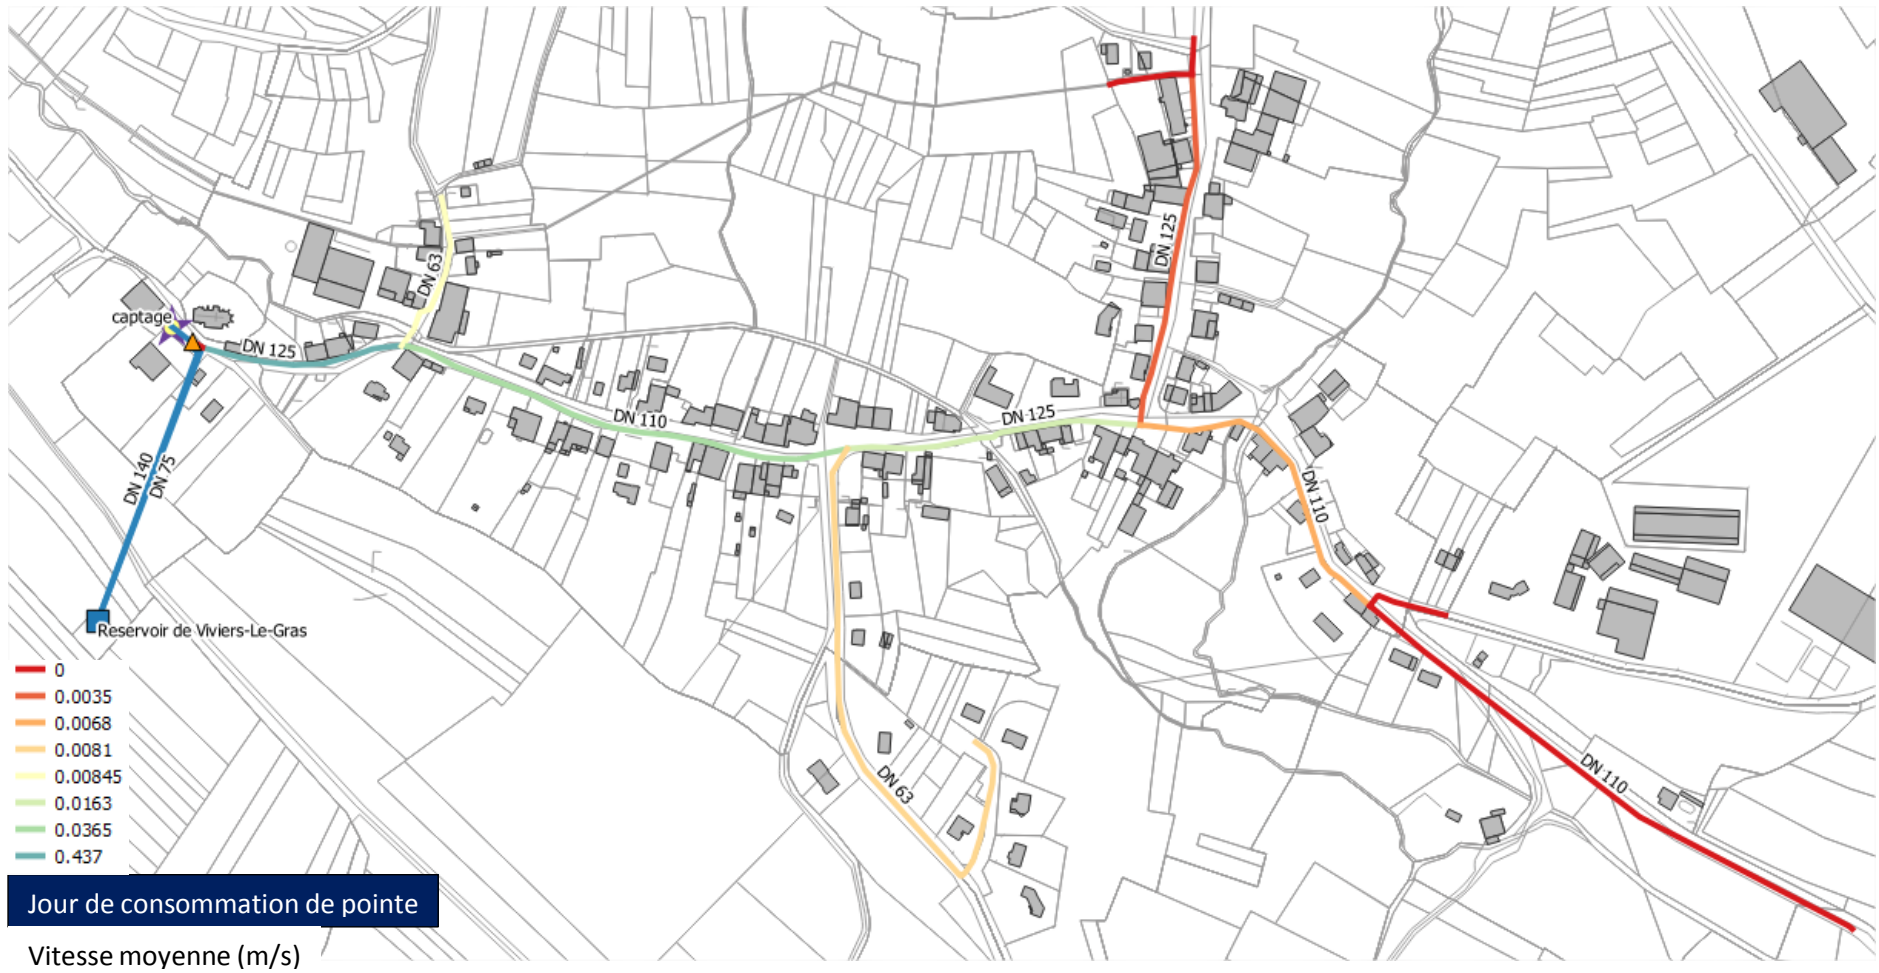 DN 125
DN 63
captage
DN 125
DN 110
DN 125
DN 140
DN 75
DN 110
Reservoir de Viviers-Le-Gras
DN 63
DN 110
0
0.0035
0.0068
0.0081
0.00845
0.0163
0.0365
0.437
Jour de consommation de pointe
Vitesse moyenne (m/s)